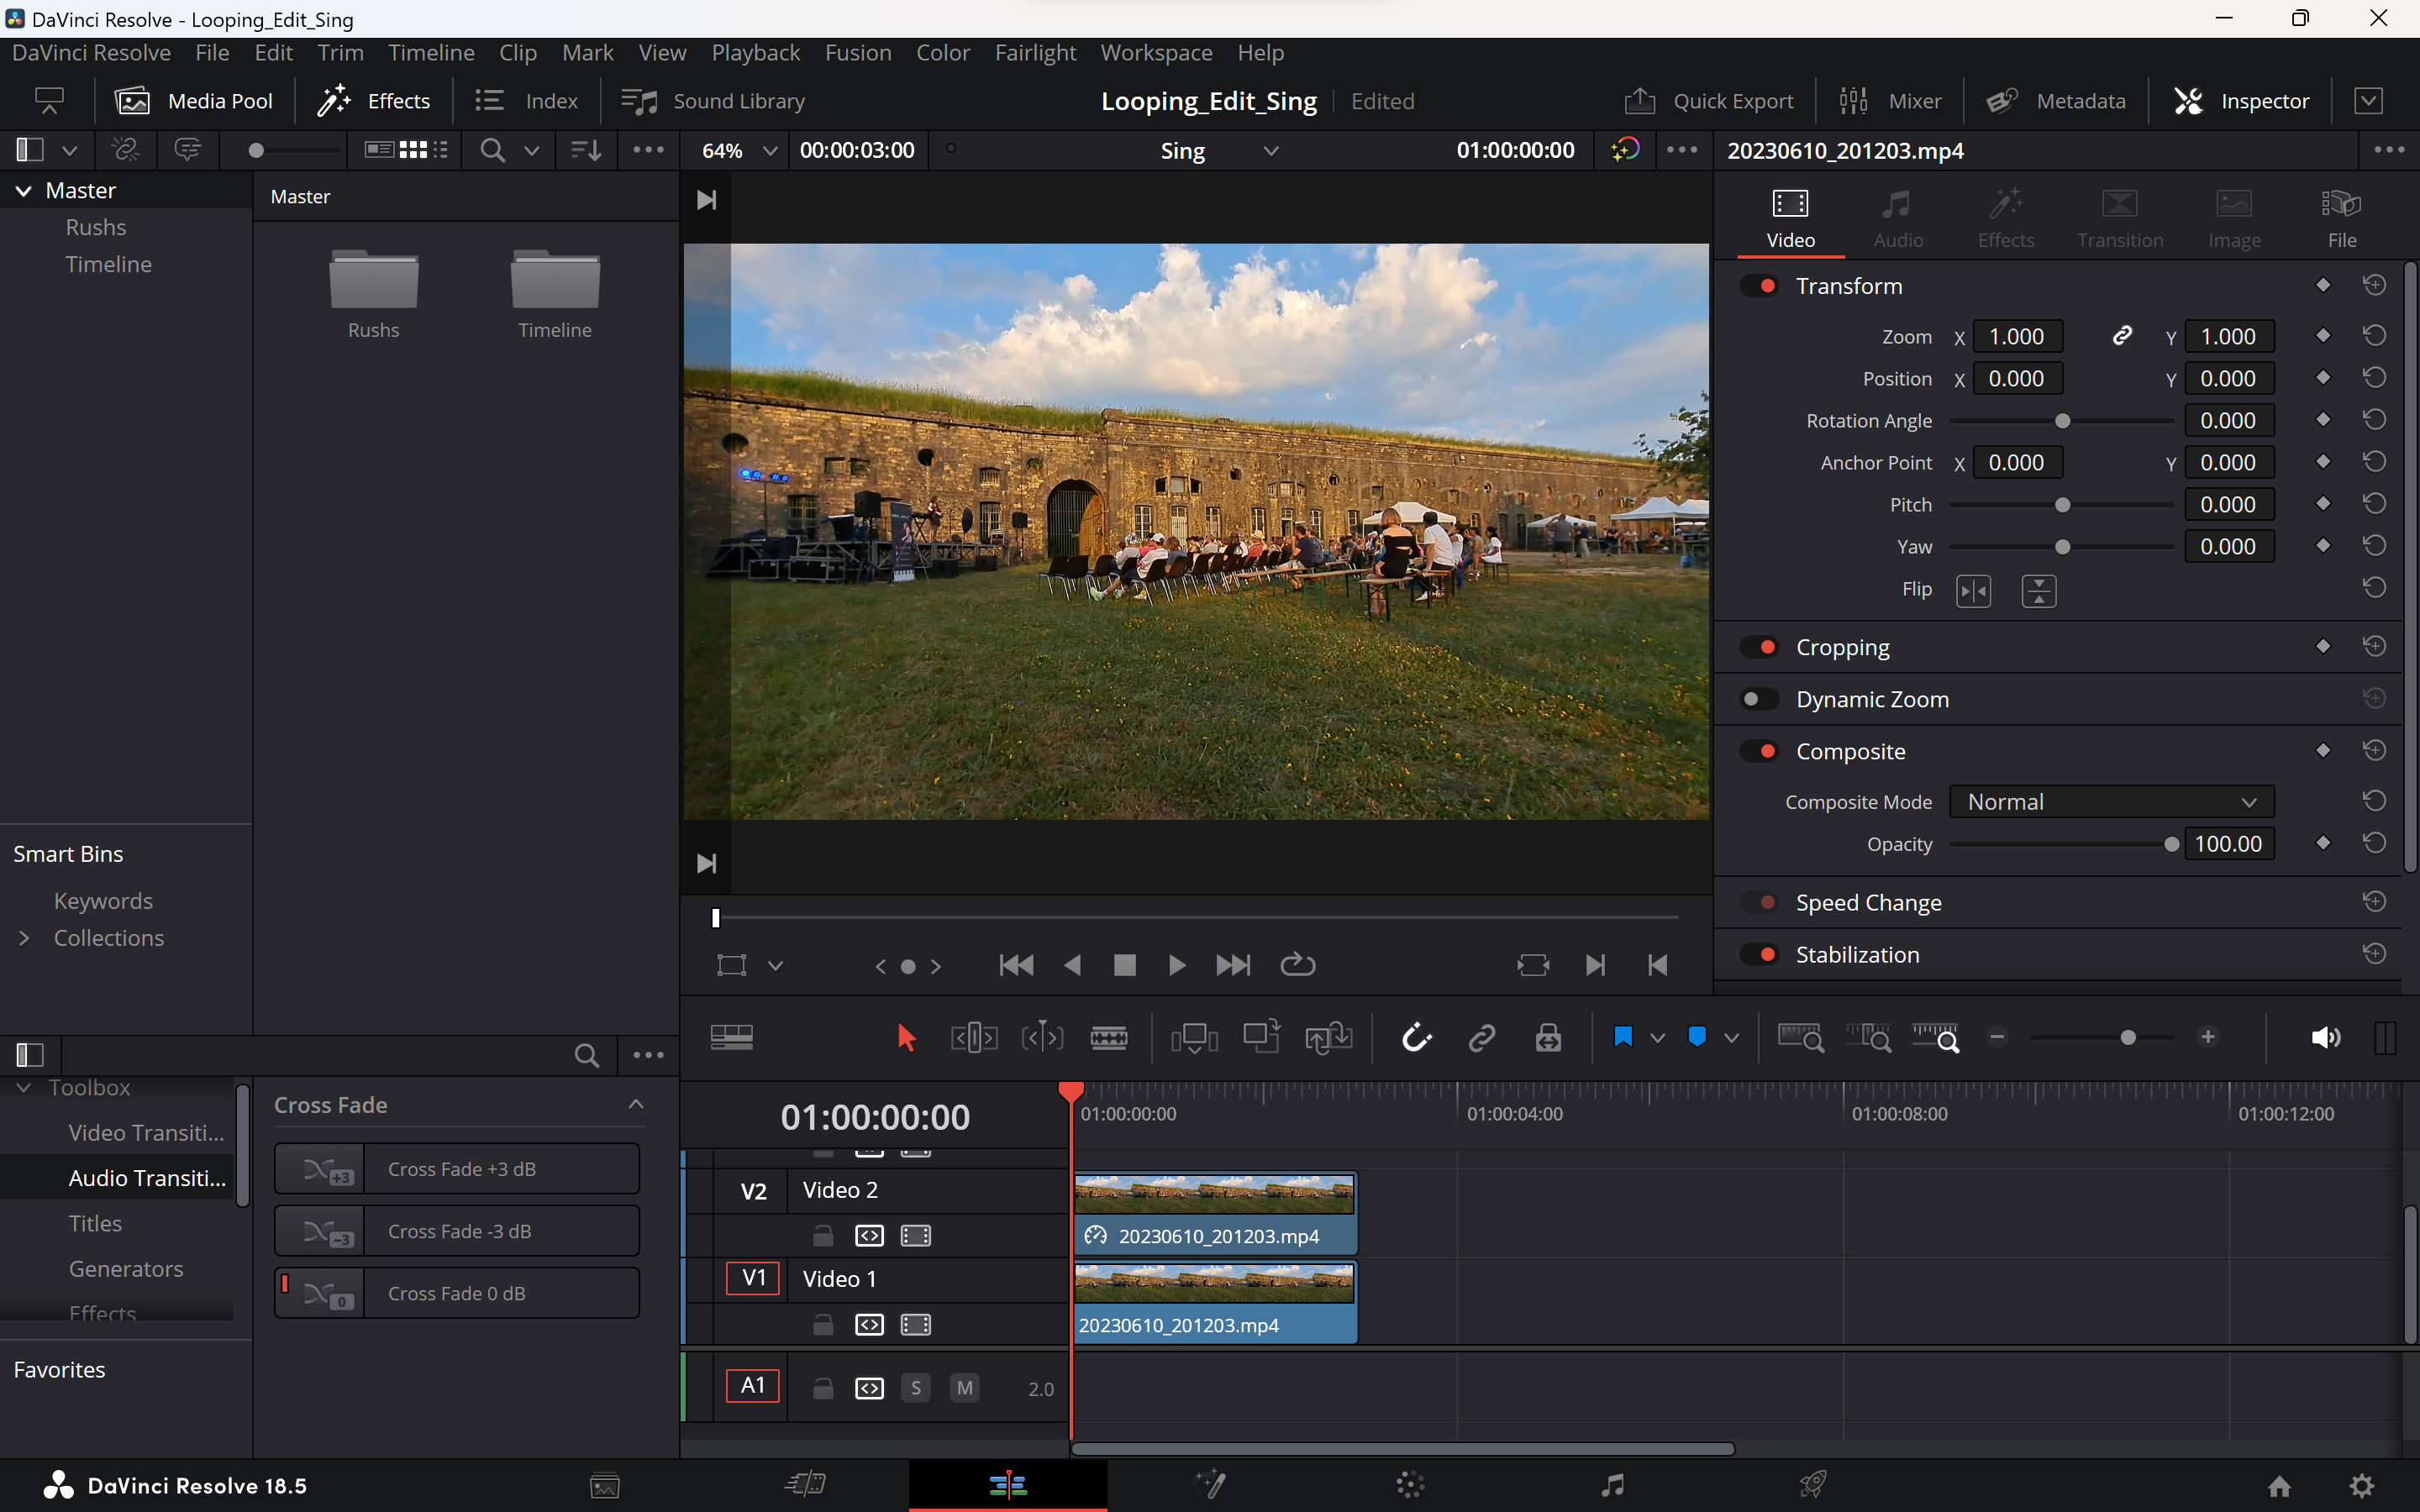 DaVinci Resolve - Looping_Edit_Sing
DaVinci Resolve File Edit Trim Timeline Clip Mark View Playback Fusion Color Fairlight Workspace Help
Media Pool Effects Index Sound Library Looping_Edit_Sing Edited Quick Export Mixer Metadata Inspector
64% 00:00:03:00 Sing 01:00:00:00 20230610_201203.mp4
Master
Rushs
Timeline
Master
Rushs Timeline
Smart Bins
Keywords
Collections
Video Audio Effects Transition Image File
Transform
Zoom X 1.000 Y 1.000
Position X 0.000 Y 0.000
Rotation Angle 0.000
Anchor Point X 0.000 Y 0.000
Pitch 0.000
Yaw 0.000
Flip
Cropping
Dynamic Zoom
Composite
Composite Mode Normal
Opacity 100.00
Speed Change
Stabilization
Toolbox
Video Transiti...
Audio Transiti...
Titles
Generators
Effects
Favorites
Cross Fade
+3 Cross Fade +3 dB
-3 Cross Fade -3 dB
0 Cross Fade 0 dB
01:00:00:00
01:00:00:00 01:00:04:00 01:00:08:00 01:00:12:00
V2 Video 2
20230610_201203.mp4
V1 Video 1
20230610_201203.mp4
A1 S M 2.0
DaVinci Resolve 18.5